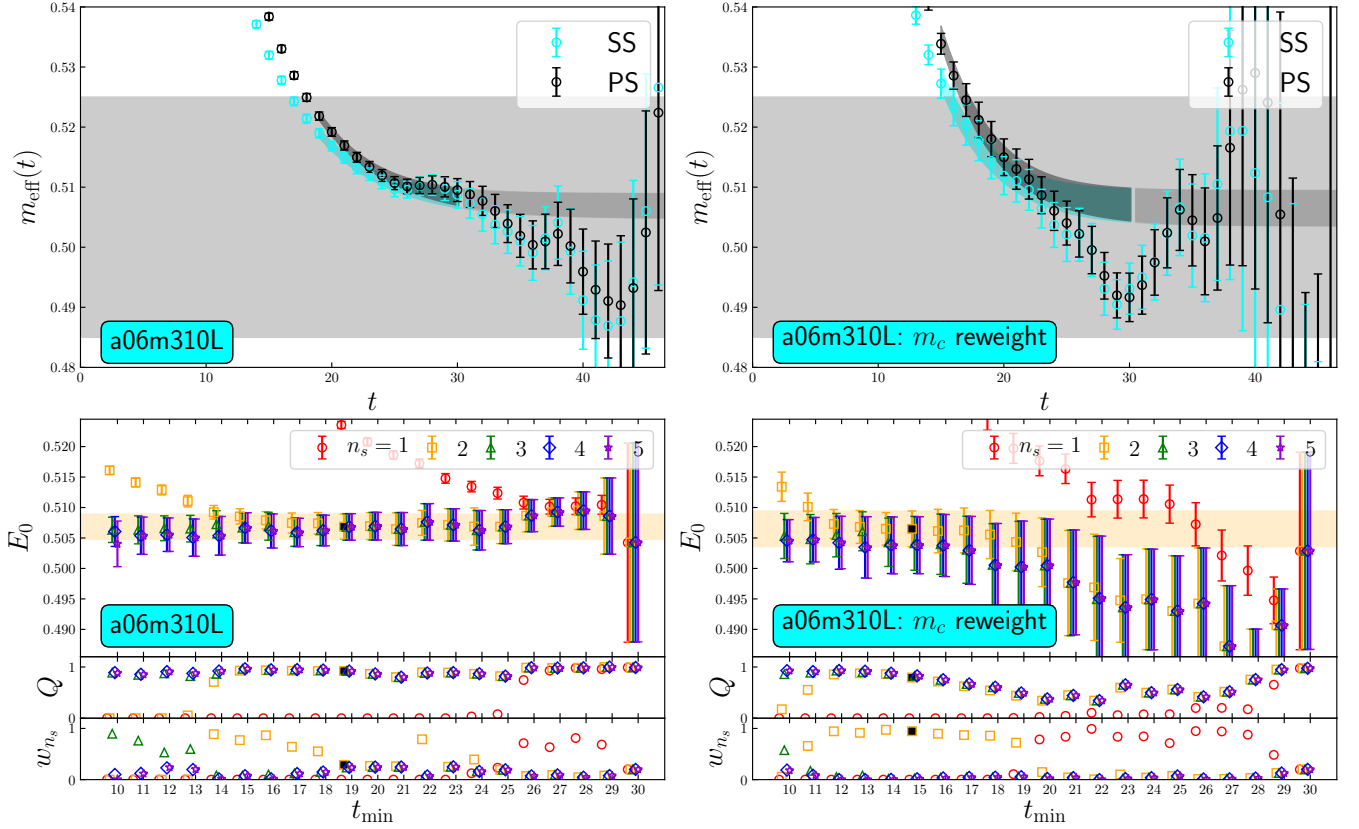 0.54
0.53
0.52
0.51
0.50
0.49
0.48
m_eff(t)
SS
PS
a06m310L
0 10 20 30 40
t
0.54
0.53
0.52
0.51
0.50
0.49
0.48
m_eff(t)
SS
PS
a06m310L: m_c reweight
0 10 20 30 40
t
0.520
0.515
0.510
0.505
0.500
0.495
0.490
E_0
n_s = 1 2 3 4 5
a06m310L
1
0
Q
1
0
w_{n_s}
10 11 12 13 14 15 16 17 18 19 20 21 22 23 24 25 26 27 28 29 30
t_min
0.520
0.515
0.510
0.505
0.500
0.495
0.490
E_0
n_s = 1 2 3 4 5
a06m310L: m_c reweight
1
0
Q
1
0
w_{n_s}
10 11 12 13 14 15 16 17 18 19 20 21 22 23 24 25 26 27 28 29 30
t_min